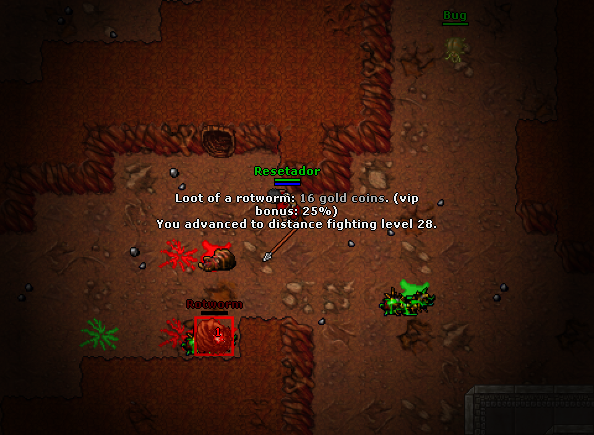 Bug
Resetador
Loot of a rotworm: 16 gold coins. (vip
bonus: 25%)
You advanced to distance fighting level 28.
Rotworm